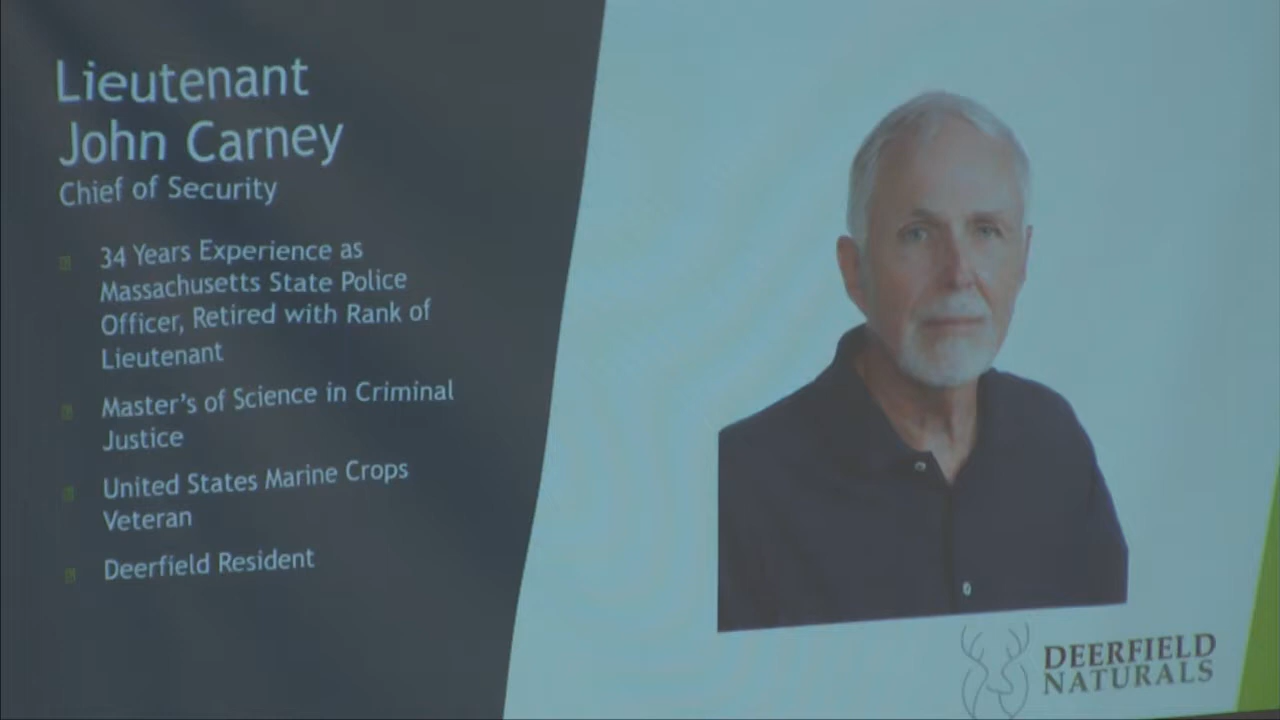 Lieutenant
John Carney
Chief of Security
34 Years Experience as
Massachusetts State Police
Officer, Retired with Rank of
Lieutenant
Master's of Science in Criminal
Justice
United States Marine Crops
Veteran
Deerfield Resident
DEERFIELD
NATURALS